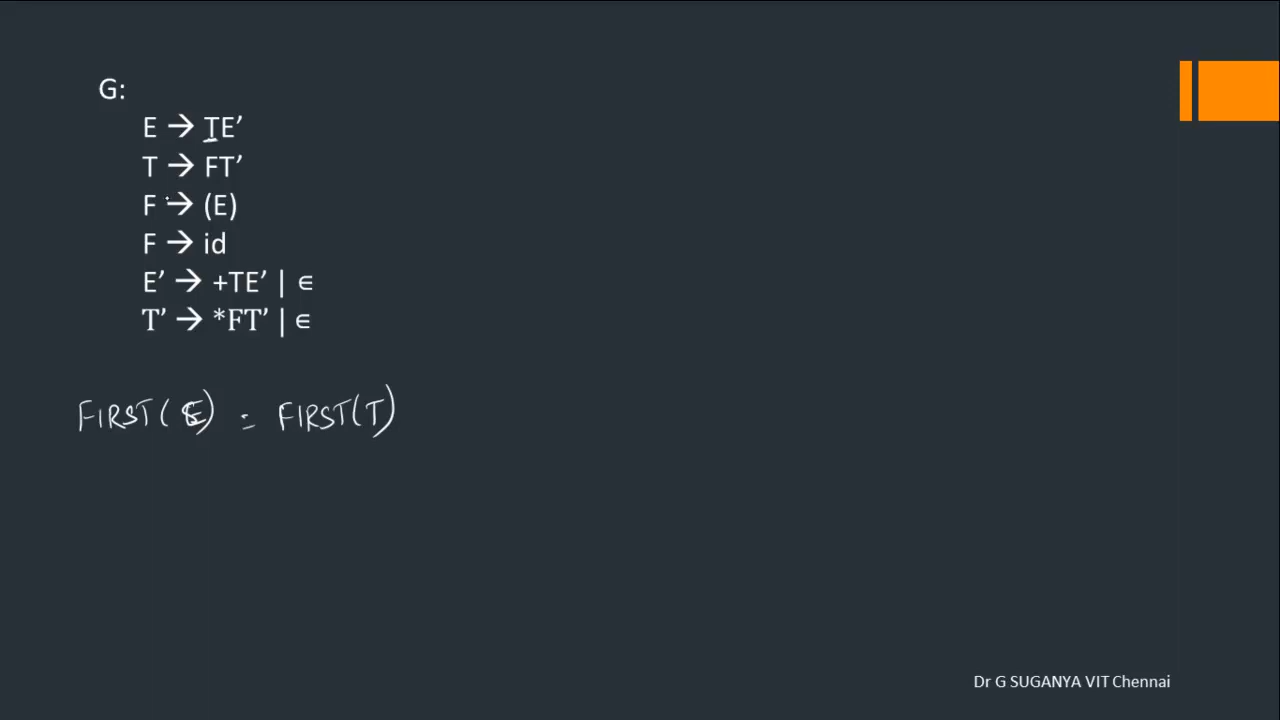 G:
E → TE’
T → FT’
F → (E)
F → id
E’ → +TE’ | ∈
T’ → *FT’ | ∈
FIRST(E) = FIRST(T)
Dr G SUGANYA VIT Chennai